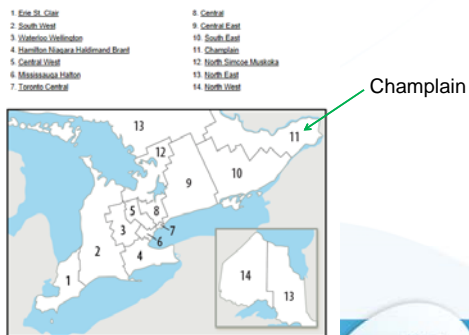 1. Erie St. Clair
2. South West
3. Waterloo Wellington
4. Hamilton Niagara Haldimand Brant
5. Central West
6. Mississauga Halton
7. Toronto Central
8. Central
9. Central East
10. South East
11. Champlain
12. North Simcoe Muskoka
13. North East
14. North West
Champlain
13
11
12
10
9
5
8
3
7
6
2
4
1
14
13